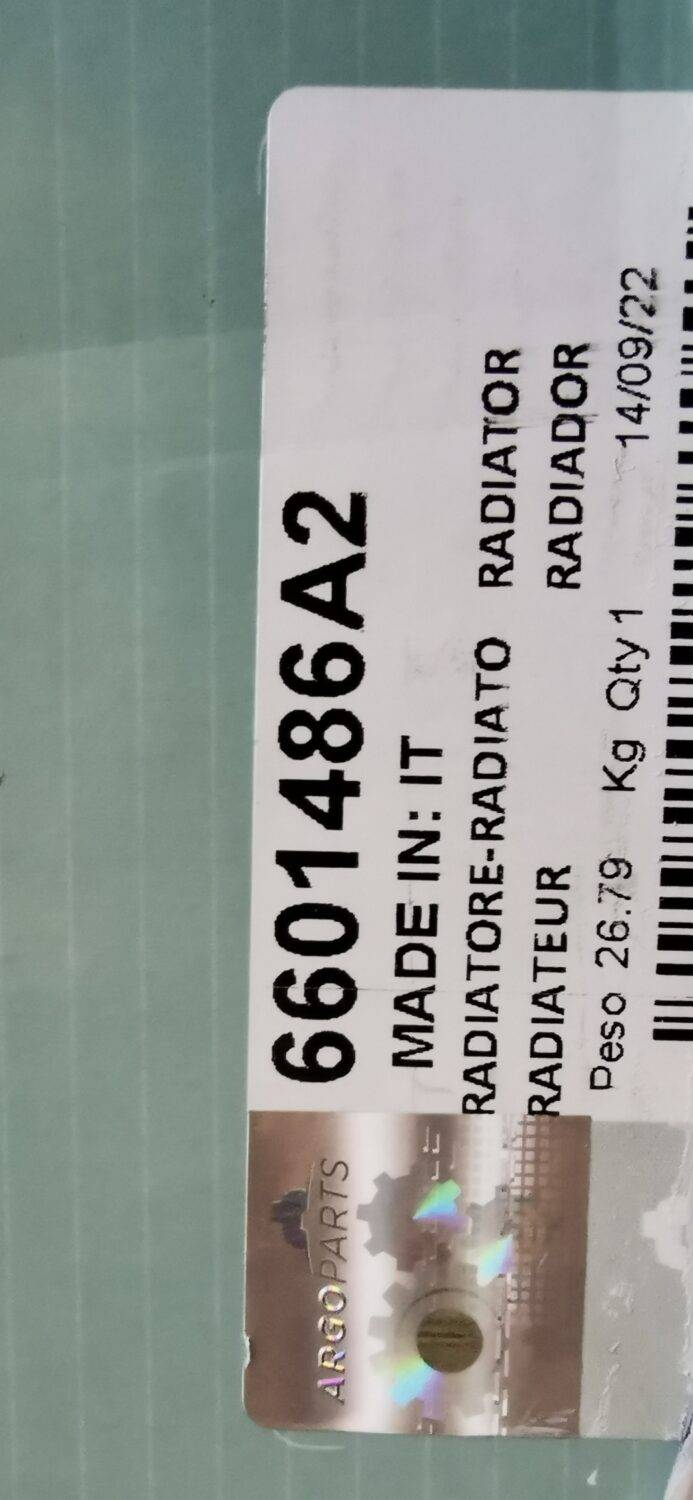 6601486A2
MADE IN: IT
RADIATORE-RADIATO RADIATOR
RADIATEUR RADIADOR
Peso 26.79 Kg Qty 1 14/09/22
ARGOPARTS